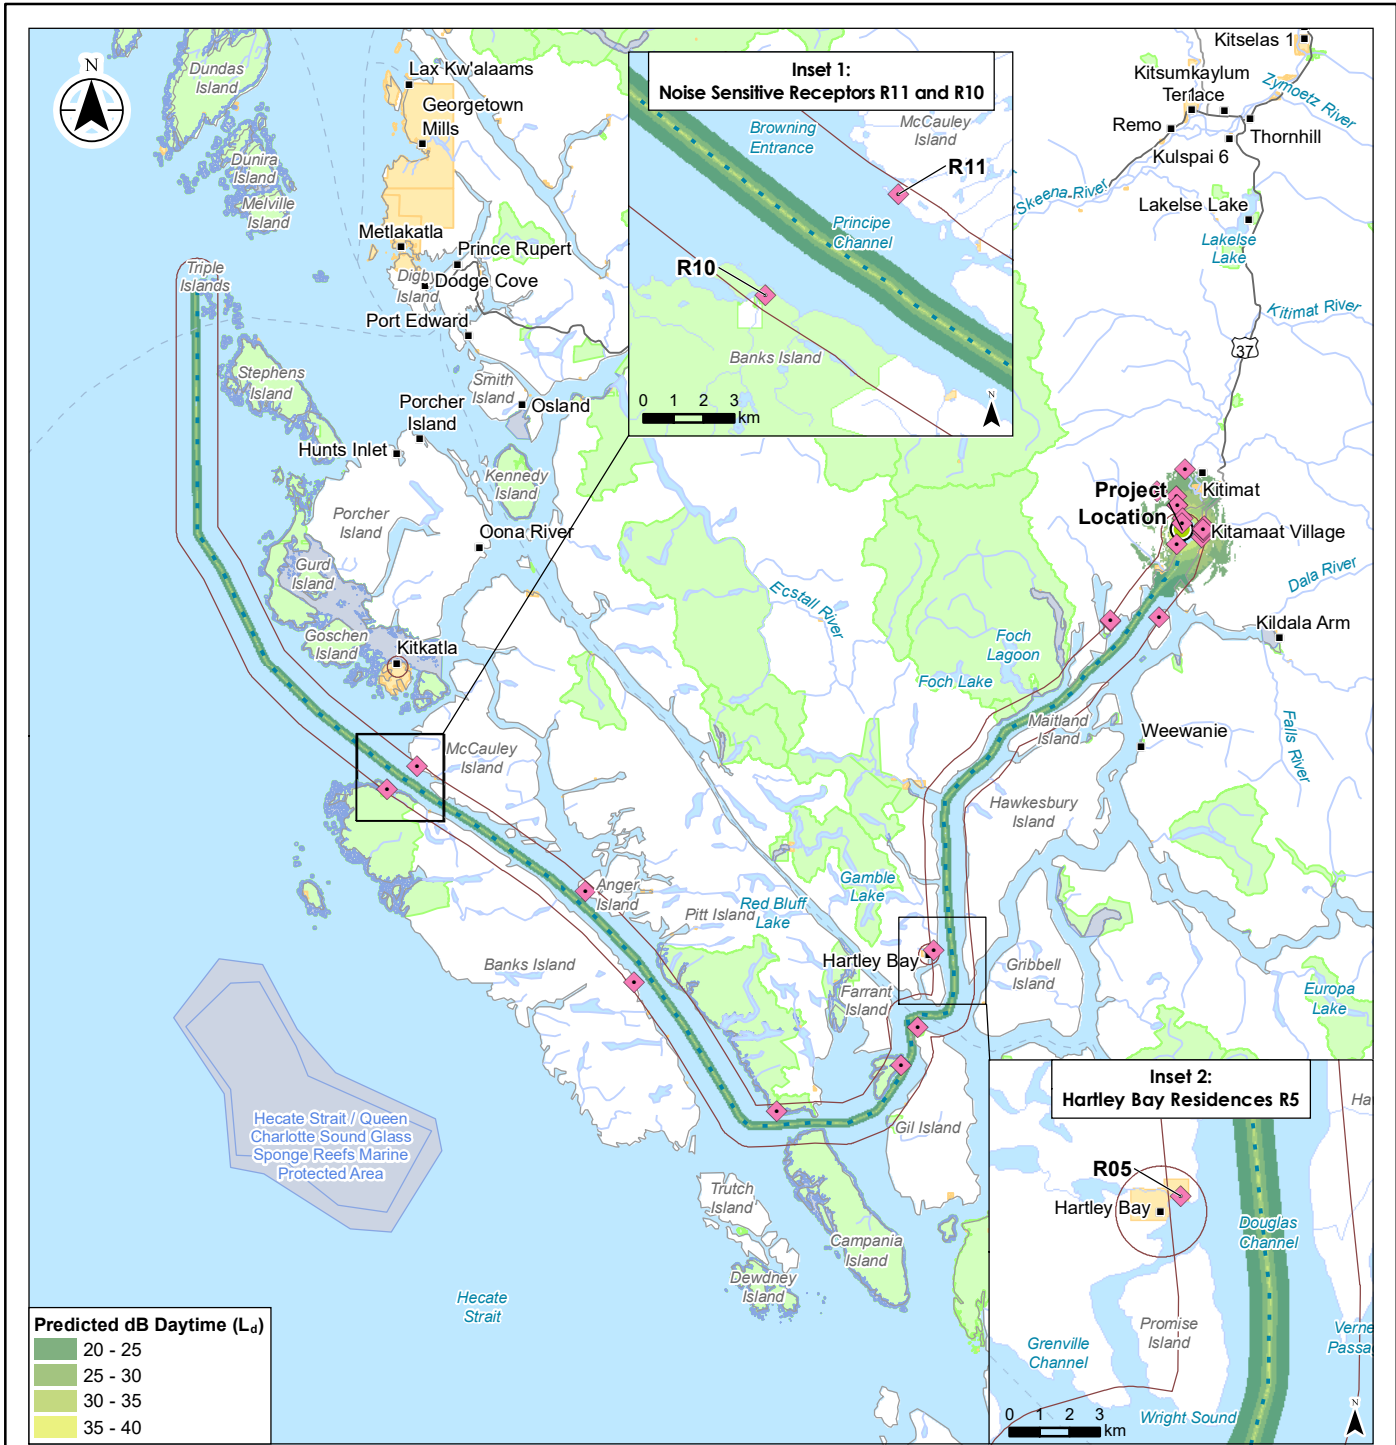 N
Dundas
Island
Lax Kw'alaams
Georgetown
Mills
Dunira
Island
Melville
Island
Metlakatla
Prince Rupert
Digby
Island
Dodge Cove
Port Edward
Triple
Islands
Stephens
Island
Smith
Island
Osland
Porcher
Island
Hunts Inlet
Kennedy
Island
Porcher
Island
Oona River
Gurd
Island
Goschen
Island
Kitkatla
McCauley
Island
Inset 1:
Noise Sensitive Receptors R11 and R10
Browning
Entrance
McCauley
Island
R11
Principe
Channel
R10
Banks Island
0 1 2 3
km
N
Kitselas 1
Kitsumkaylum
Terrace
Zymoetz River
Remo
Thornhill
Kulspai 6
Skeena River
Lakelse Lake
Lakelse
Lake
Kitimat River
37
Project
Location
Kitimat
Kitamaat Village
Dala River
Kildala Arm
Ecstall River
Foch
Lagoon
Foch Lake
Maitland
Island
Weewanie
Falls River
Hawkesbury
Island
Anger
Island
Pitt Island
Red Bluff
Lake
Gamble
Lake
Banks Island
Hartley Bay
Farrant
Island
Gribbell
Island
Europa
Lake
Gil Island
Hecate Strait / Queen
Charlotte Sound Glass
Sponge Reefs Marine
Protected Area
Trutch
Island
Campania
Island
Dewdney
Island
Hecate
Strait
Inset 2:
Hartley Bay Residences R5
Ha
R05
Hartley Bay
Douglas
Channel
Promise
Island
Grenville
Channel
Verne
Passa
Wright Sound
0 1 2 3
km
N
Predicted dB Daytime (Ld)
20 - 25
25 - 30
30 - 35
35 - 40